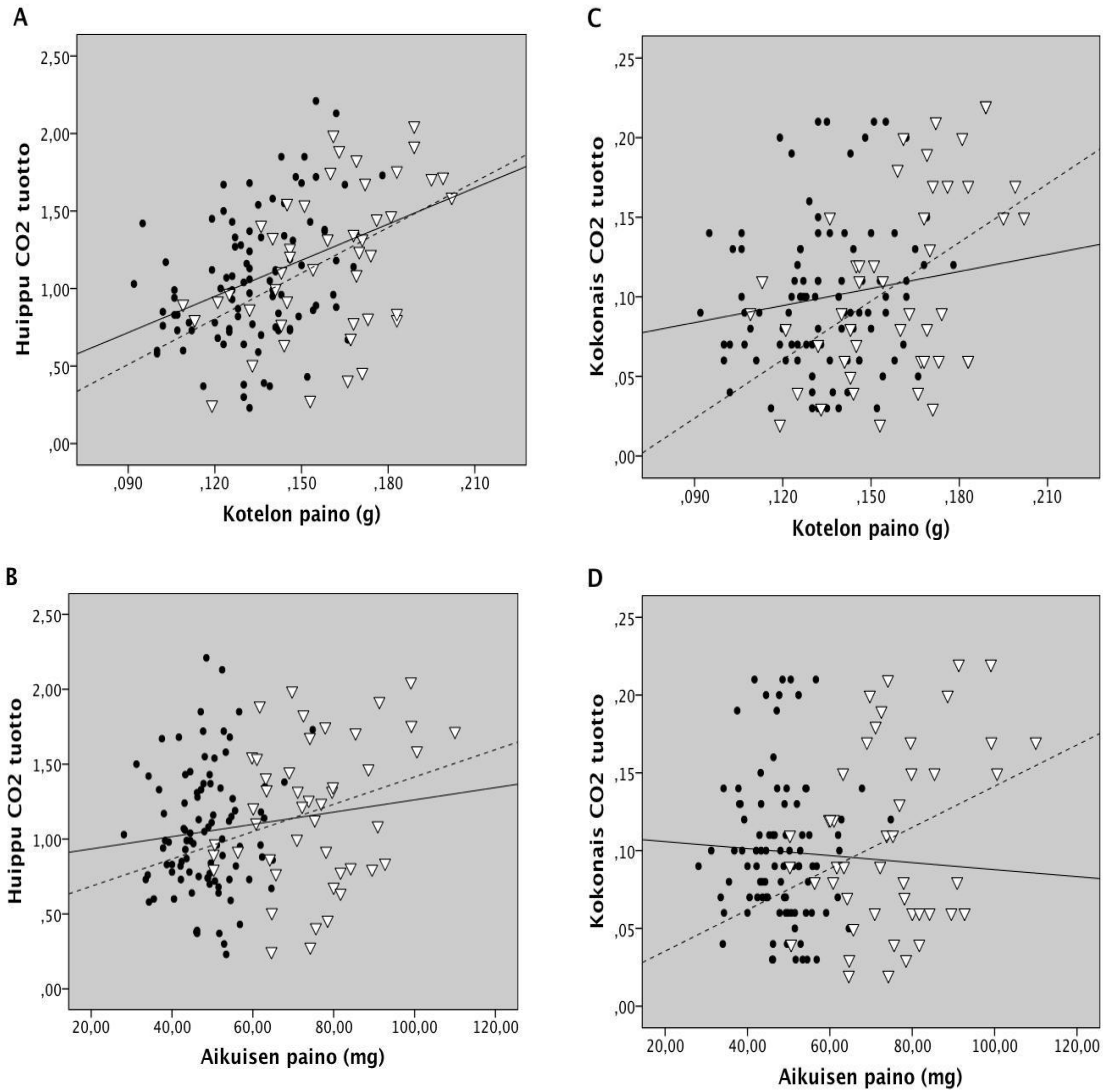 A
Huippu CO2 tuotto
2,50
2,00
1,50
1,00
,50
,00
,090 ,120 ,150 ,180 ,210
Kotelon paino (g)
C
Kokonais CO2 tuotto
,25
,20
,15
,10
,05
,00
,090 ,120 ,150 ,180 ,210
Kotelon paino (g)
B
Huippu CO2 tuotto
2,50
2,00
1,50
1,00
,50
,00
20,00 40,00 60,00 80,00 100,00 120,00
Aikuisen paino (mg)
D
Kokonais CO2 tuotto
,25
,20
,15
,10
,05
,00
20,00 40,00 60,00 80,00 100,00 120,00
Aikuisen paino (mg)